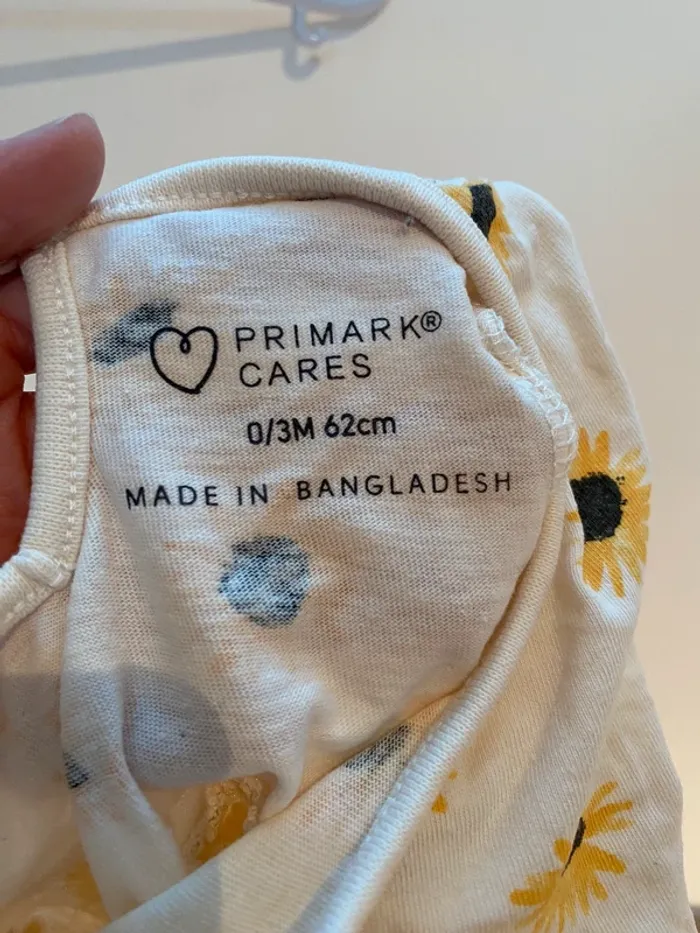 PRIMARK®
CARES
0/3M 62cm
MADE IN BANGLADESH